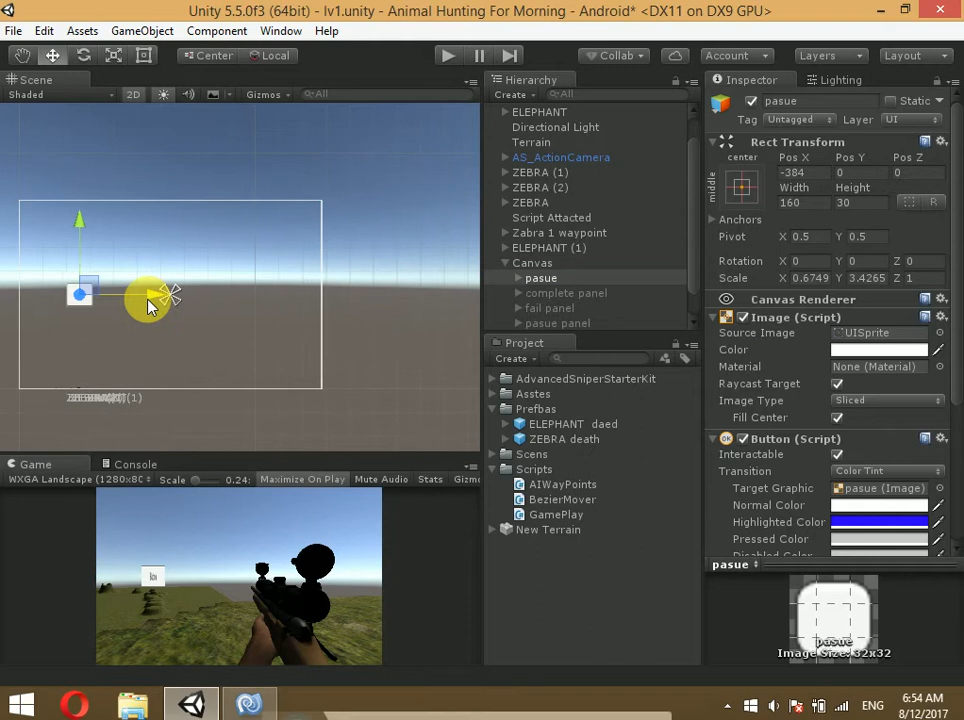 Unity 5.5.0f3 (64bit) - lv1.unity - Animal Hunting For Morning - Android* <DX11 on DX9 GPU>
File Edit Assets GameObject Component Window Help
Center Local Collab Account Layers Layout
Scene
Shaded 2D Gizmos All
Game Console
WXGA Landscape (1280x8C Scale 0.24: Maximize On Play Mute Audio Stats Gizmo
Hierarchy
Create All
ELEPHANT
Directional Light
Terrain
AS_ActionCamera
ZEBRA (1)
ZEBRA (2)
ZEBRA
Script Attacted
Zabra 1 waypoint
ELEPHANT (1)
Canvas
pasue
complete panel
fail panel
pasue panel
Project
Create
AdvancedSniperStarterKit
Asstes
Prefbas
ELEPHANT daed
ZEBRA death
Scens
Scripts
AIWayPoints
BezierMover
GamePlay
New Terrain
Inspector Lighting
pasue Static
Tag Untagged Layer UI
Rect Transform
center Pos X Pos Y Pos Z
middle -384 0 0
Width Height
160 30 R
Anchors
Pivot X 0.5 Y 0.5
Rotation X 0 Y 0 Z 0
Scale X 0.6749 Y 3.4265 Z 1
Canvas Renderer
Image (Script)
Source Image UISprite
Color
Material None (Material)
Raycast Target
Image Type Sliced
Fill Center
Button (Script)
Interactable
Transition Color Tint
Target Graphic pasue (Image)
Normal Color
Highlighted Color
Pressed Color
Disabled Color
pasue
pasue
Image Size: 32x32
ENG
6:54 AM
8/12/2017